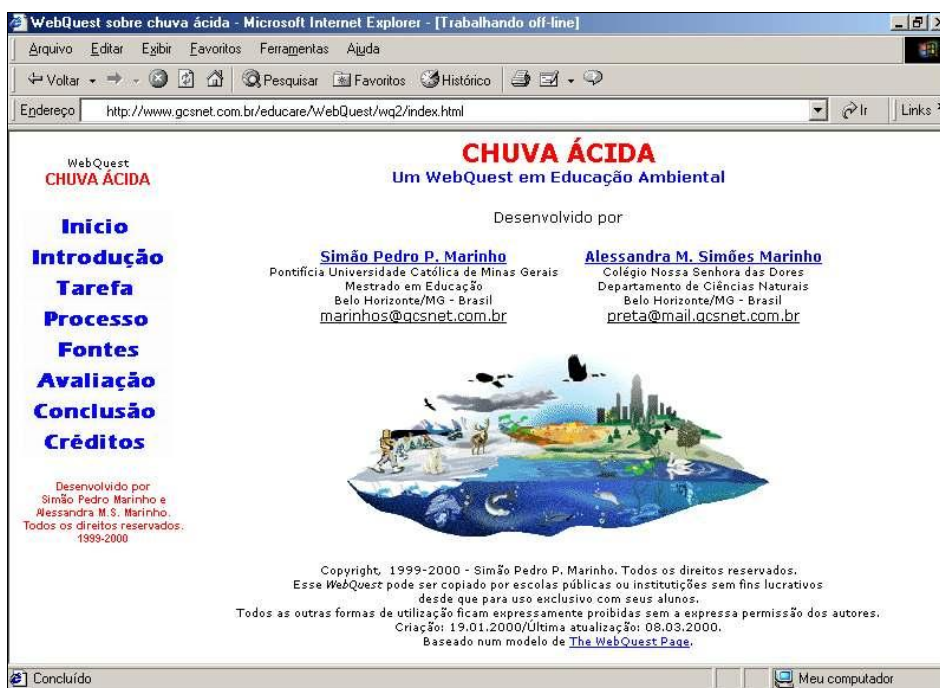 WebQuest sobre chuva ácida - Microsoft Internet Explorer - [Trabalhando off-line]
Arquivo Editar Exibir Favoritos Ferramentas Ajuda
Voltar Pesquisar Favoritos Histórico
Endereço http://www.gcsnet.com.br/educare/WebQuest/wq2/index.html Ir Links
WebQuest
CHUVA ÁCIDA
Início
Introdução
Tarefa
Processo
Fontes
Avaliação
Conclusão
Créditos
Desenvolvido por
Simão Pedro Marinho e
Alessandra M.S. Marinho.
Todos os direitos reservados.
1999-2000
CHUVA ÁCIDA
Um WebQuest em Educação Ambiental
Desenvolvido por
Simão Pedro P. Marinho
Pontifícia Universidade Católica de Minas Gerais
Mestrado em Educação
Belo Horizonte/MG - Brasil
marinhos@gcsnet.com.br
Alessandra M. Simões Marinho
Colégio Nossa Senhora das Dores
Departamento de Ciências Naturais
Belo Horizonte/MG - Brasil
preta@mail.gcsnet.com.br
Copyright, 1999-2000 - Simão Pedro P. Marinho. Todos os direitos reservados.
Esse WebQuest pode ser copiado por escolas públicas ou institutições sem fins lucrativos
desde que para uso exclusivo com seus alunos.
Todas as outras formas de utilização ficam expressamente proibidas sem a expressa permissão dos autores.
Criação: 19.01.2000/Última atualização: 08.03.2000.
Baseado num modelo de The WebQuest Page.
Concluído Meu computador